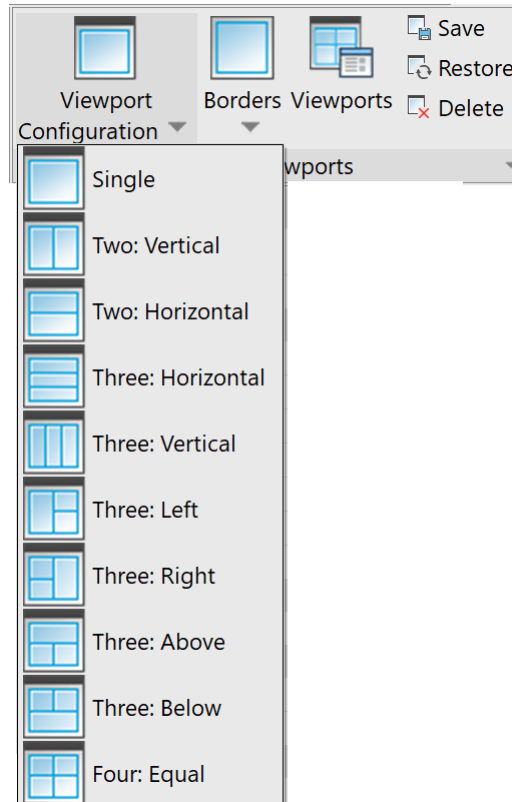 Save
Restore
Delete
Viewport
Configuration
Borders
Viewports
wports
Single
Two: Vertical
Two: Horizontal
Three: Horizontal
Three: Vertical
Three: Left
Three: Right
Three: Above
Three: Below
Four: Equal